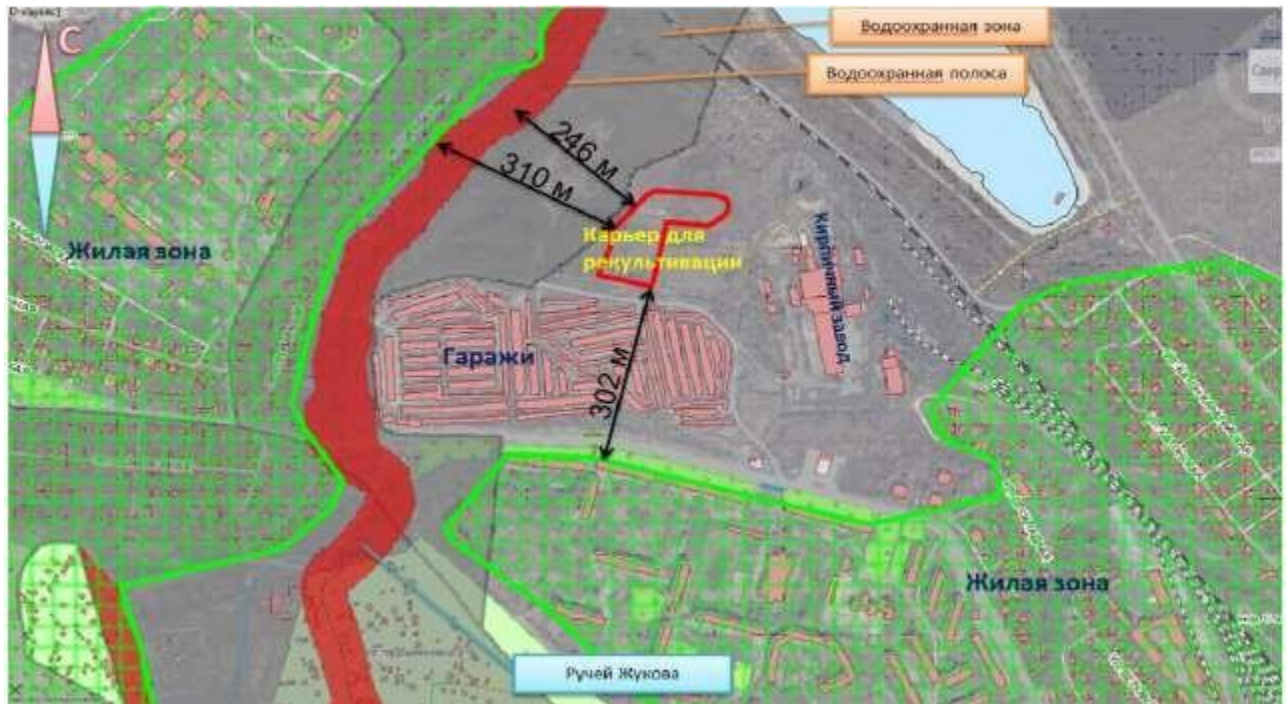 С
Водоохранная зона
Водоохранная полоса
246 м
310 м
Жилая зона
Карьер для
рекультивации
Кирпичный завод
Гаражи
302 м
Жилая зона
Ручей Жукова